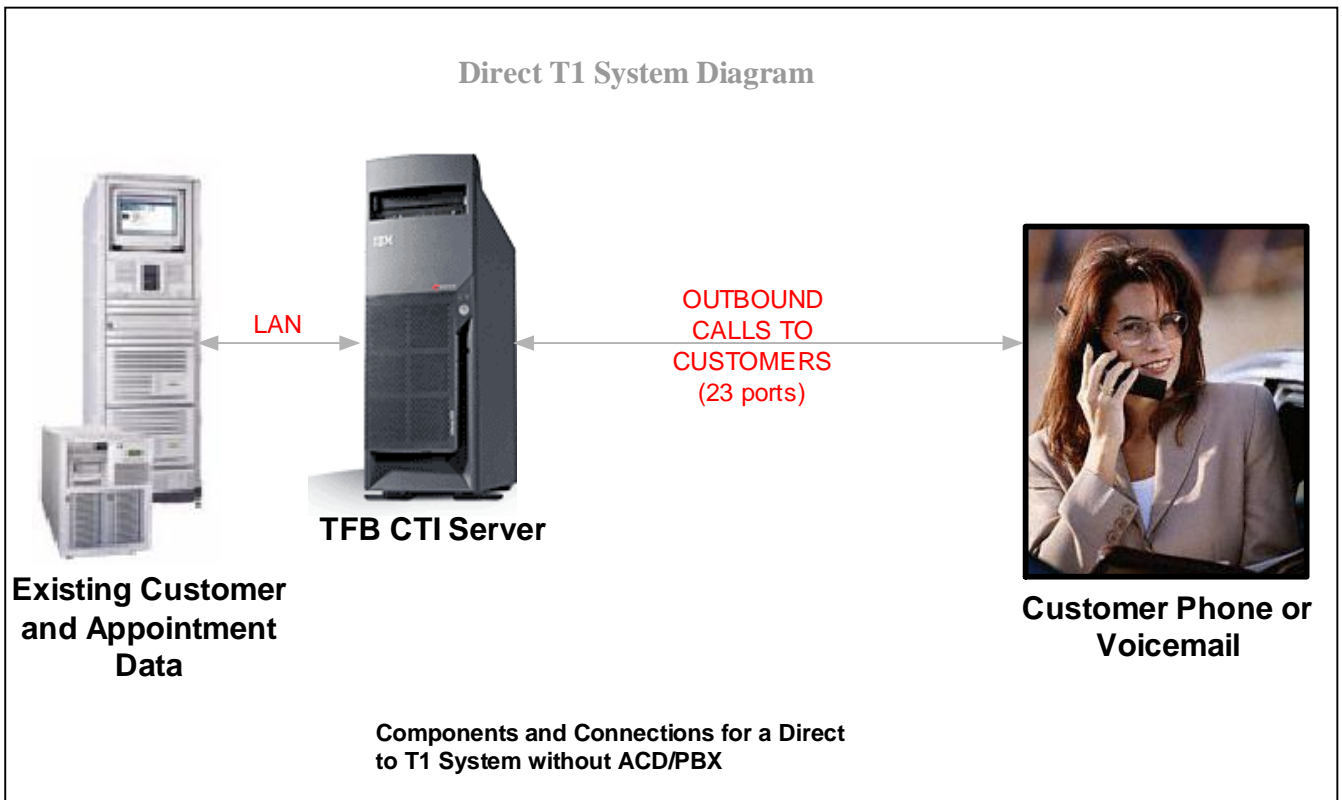 Direct T1 System Diagram
IBM
LAN
OUTBOUND
CALLS TO
CUSTOMERS
(23 ports)
TFB CTI Server
Existing Customer
and Appointment
Data
Customer Phone or
Voicemail
Components and Connections for a Direct
to T1 System without ACD/PBX